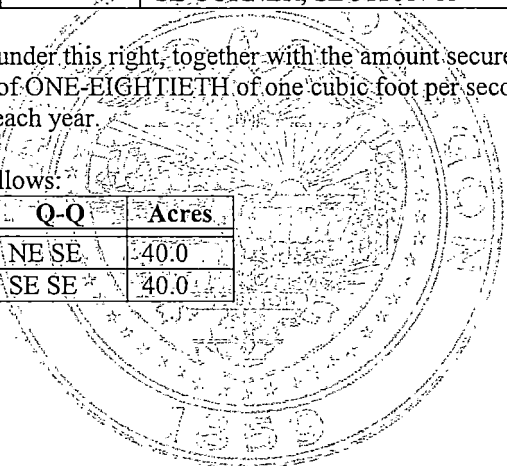 under this right, together with the amount secure
of ONE-EIGHTIETH of one cubic foot per seco
each year.
llows:
Q-Q Acres
NE SE 40.0
SE SE 40.0
1859